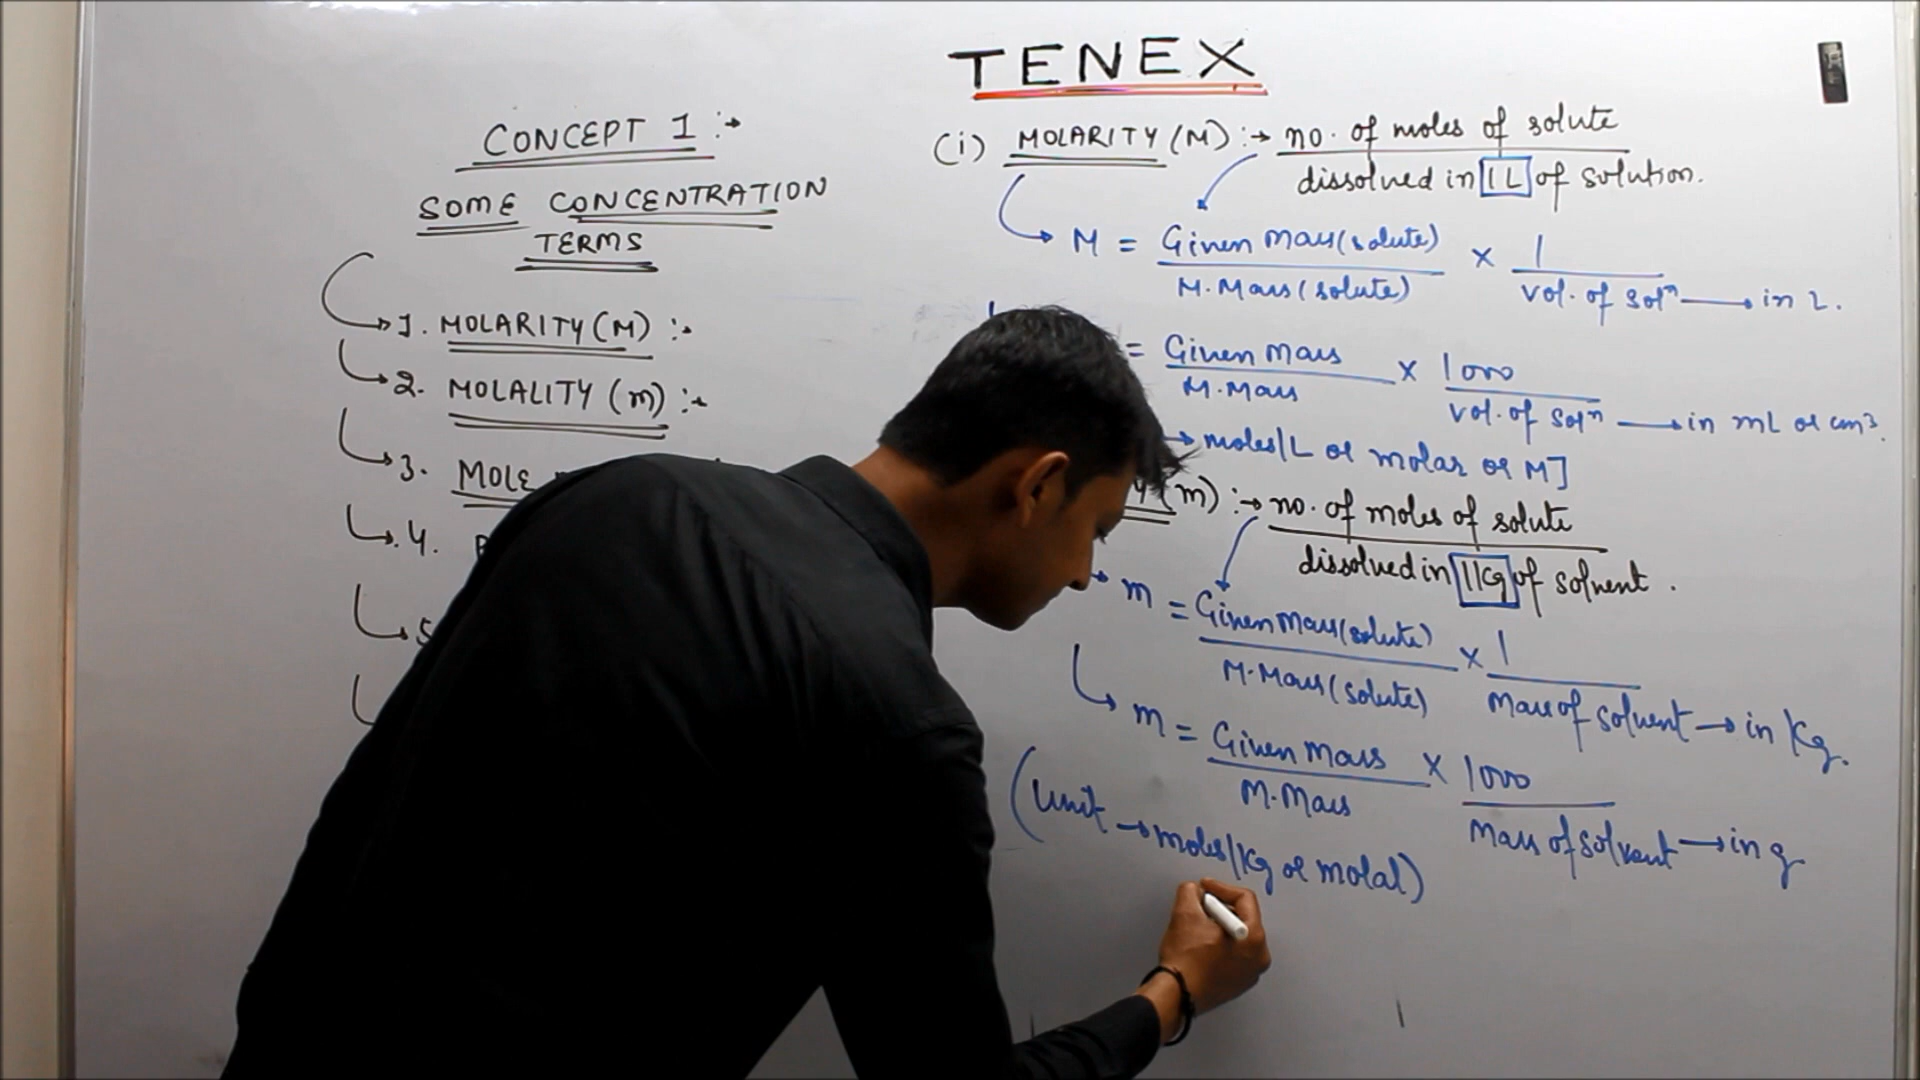 TENEX
CONCEPT 1 :→
SOME CONCENTRATION
TERMS
1. MOLARITY (M) :→
2. MOLALITY (m) :→
3. MOLE
4.
5
(i) MOLARITY (M) :→ no. of moles of solute
dissolved in 1L of solution.
M = Given Mass (solute) × 1
M. Mass (solute) Vol. of solⁿ → in L.
= Given Mass × 1000
M. Mass Vol. of solⁿ → in mL or cm³.
→ moles/L or molar or M]
Y (m) :→ no. of moles of solute
dissolved in 1Kg of solvent.
m = Given Mass (solute) × 1
M. Mass (solute) Mass of solvent → in Kg.
m = Given Mass × 1000
M. Mass Mass of solvent → in g
(Unit → moles/Kg or molal)